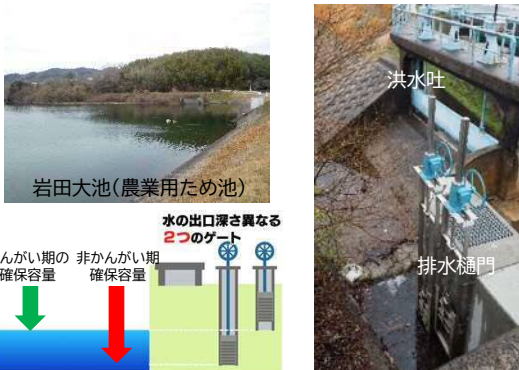 岩田大池(農業用ため池)
水の出口深さ異なる
2つのゲート
んがい期の 非かんがい期
確保容量 確保容量
洪水吐
排水樋門